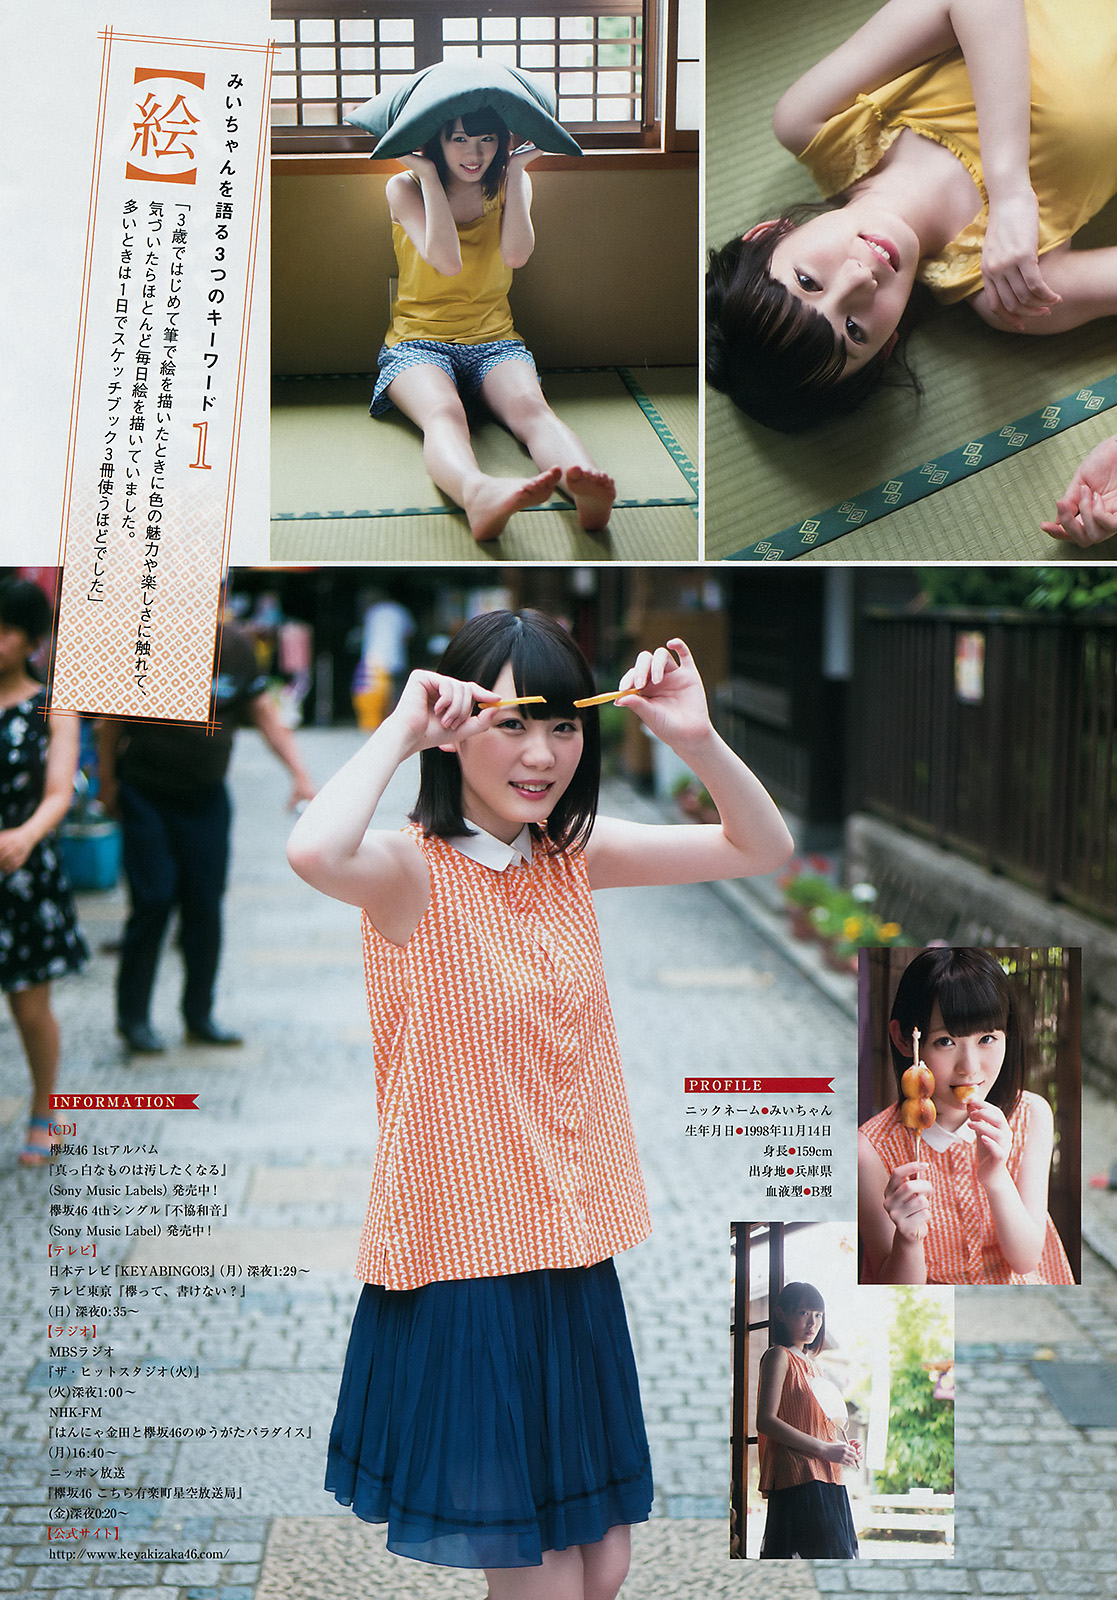 みいちゃんを語る3つのキーワード1
【絵】
「3歳ではじめて筆で絵を描いたときに色の魅力や楽しさに触れて、
気づいたらほとんど毎日絵を描いていました。
多いときは1日でスケッチブック3冊使うほどでした」
INFORMATION
【CD】
欅坂46 1stアルバム
『真っ白なものは汚したくなる』
(Sony Music Labels) 発売中！
欅坂46 4thシングル『不協和音』
(Sony Music Label) 発売中！
【テレビ】
日本テレビ『KEYABINGO!3』(月) 深夜1:29〜
テレビ東京『欅って、書けない？』
(日) 深夜0:35〜
【ラジオ】
MBSラジオ
『ザ・ヒットスタジオ(火)』
(火)深夜1:00〜
NHK-FM
『はんにゃ金田と欅坂46のゆうがたパラダイス』
(月)16:40〜
ニッポン放送
『欅坂46 こちら有楽町星空放送局』
(金)深夜0:20〜
【公式サイト】
http://www.keyakizaka46.com/
PROFILE
ニックネーム●みいちゃん
生年月日●1998年11月14日
身長●159cm
出身地●兵庫県
血液型●B型